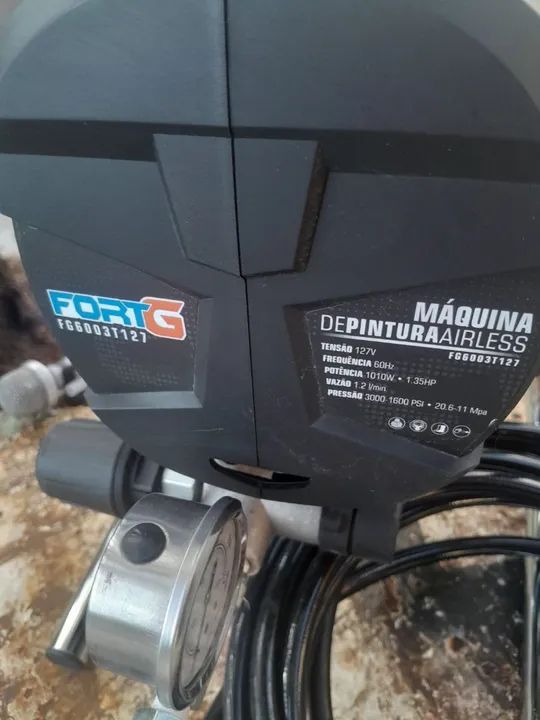 FORTG
FG6003T127
MÁQUINA
DEPINTURAAIRLESS
FG6003T127
TENSÃO 127V
FREQUÊNCIA 60Hz
POTÊNCIA 1010W • 1.35HP
VAZÃO 1.2 l/min
PRESSÃO 3000-1600 PSI • 20.6-11 Mpa